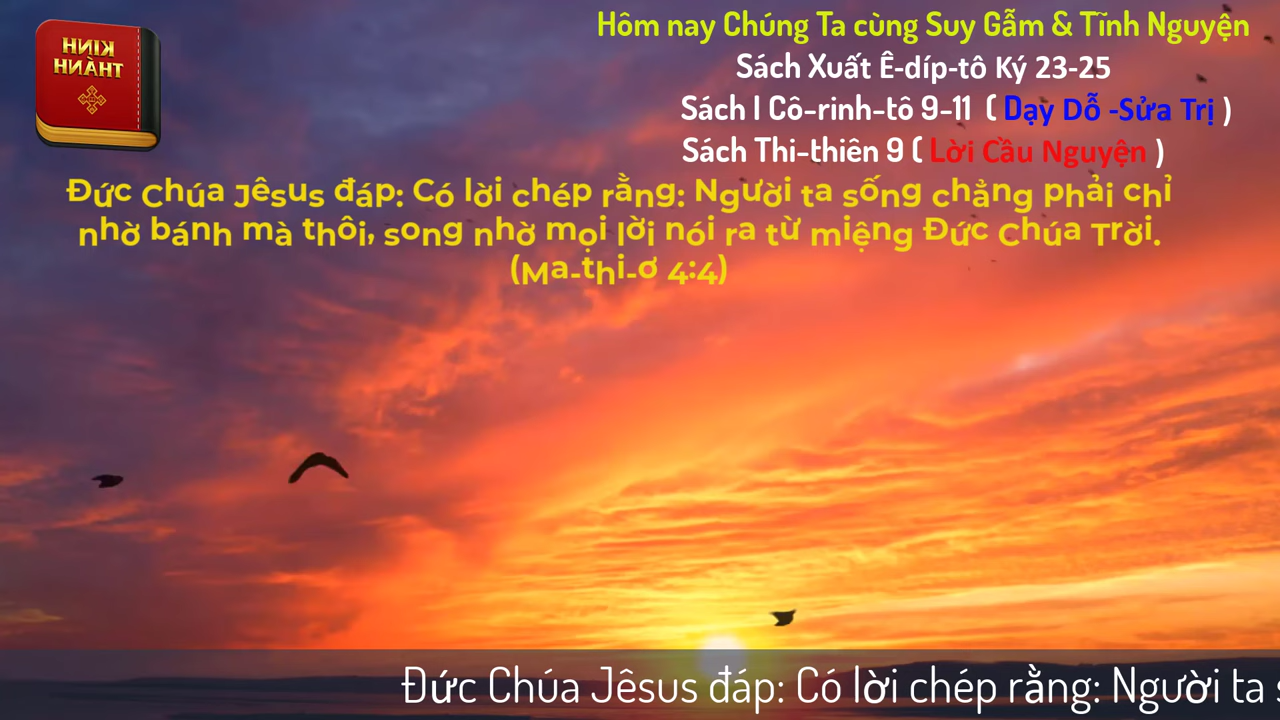 KINH
THÀNH
Hôm nay Chúng Ta cùng Suy Gẫm & Tĩnh Nguyện
Sách Xuất Ê-díp-tô Ký 23-25
Sách I Cô-rinh-tô 9-11 ( Dạy Dỗ -Sửa Trị )
Sách Thi-thiên 9 ( Lời Cầu Nguyện )
Đức Chúa Jêsus đáp: Có lời chép rằng: Người ta sống chẳng phải chỉ
nhờ bánh mà thôi, song nhờ mọi lời nói ra từ miệng Đức Chúa Trời.
(Ma-thi-ơ 4:4)
Đức Chúa Jêsus đáp: Có lời chép rằng: Người ta